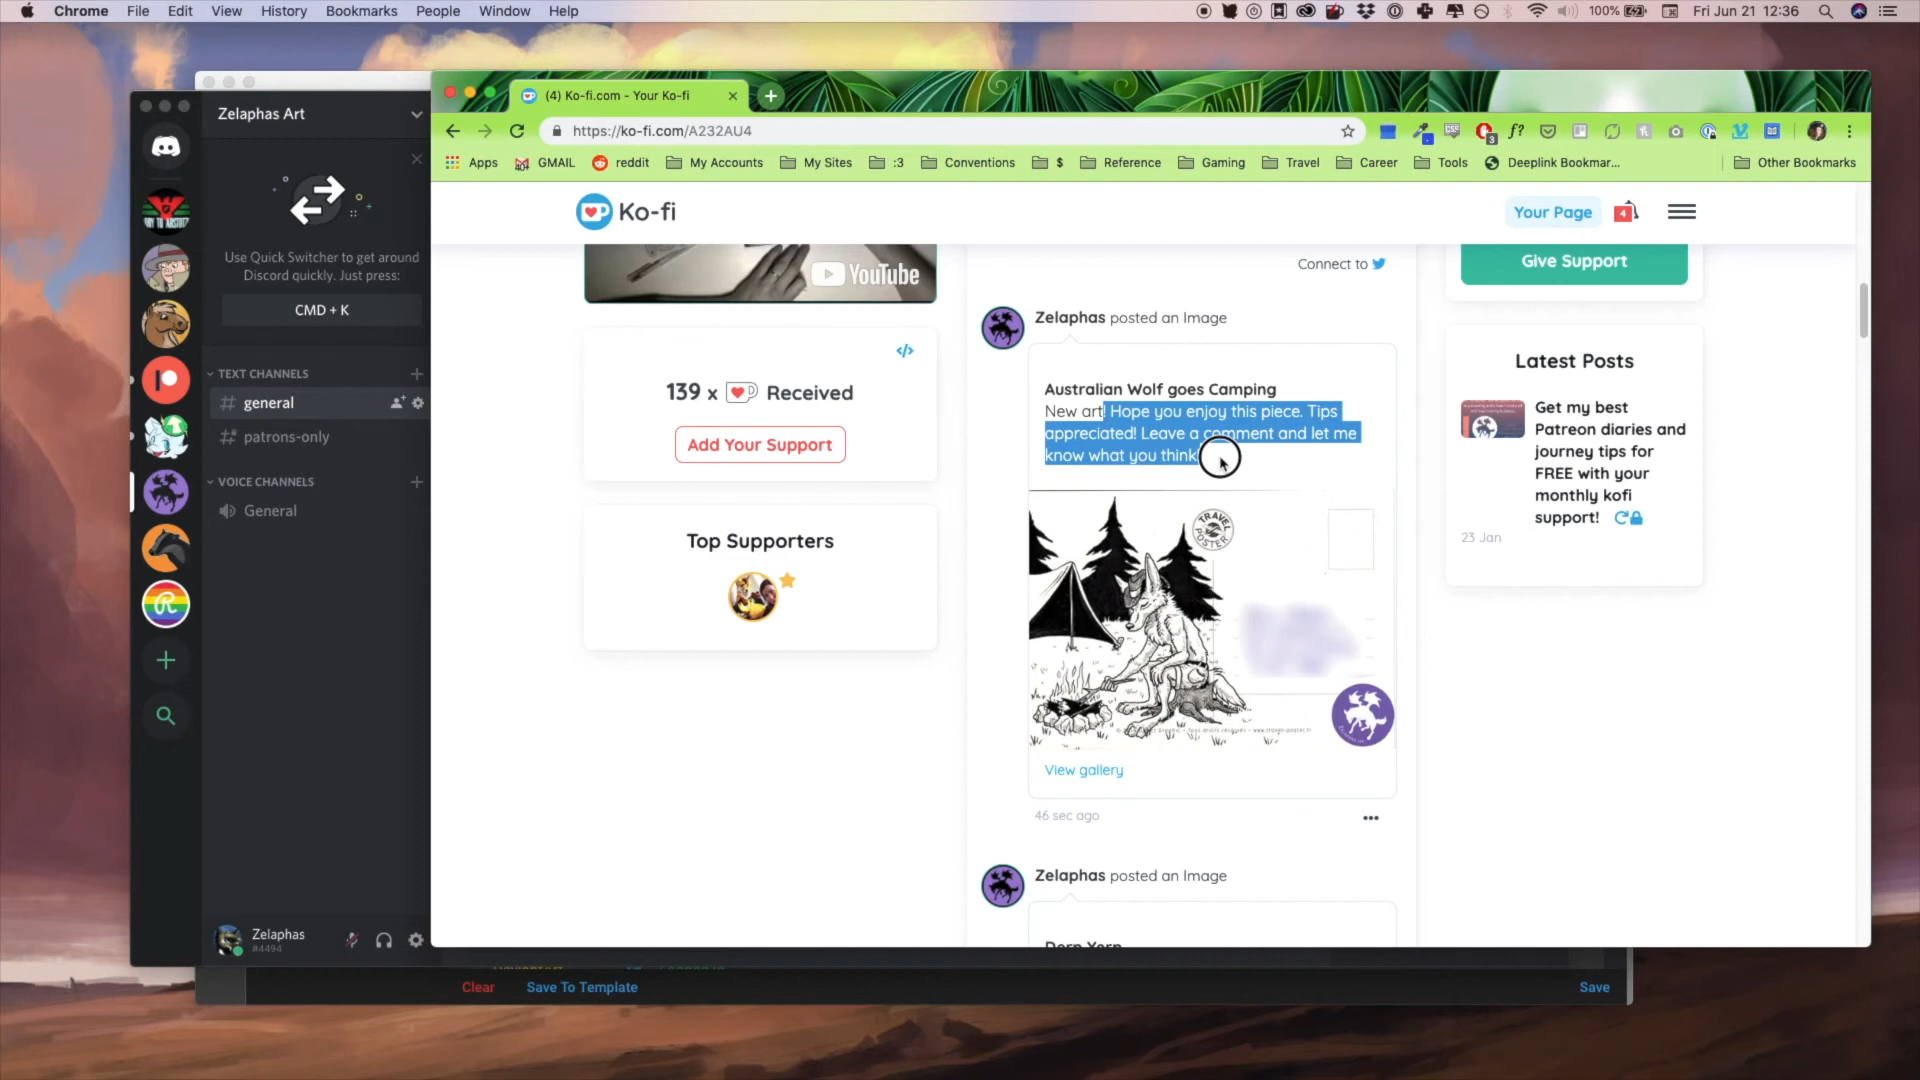 Chrome File Edit View History Bookmarks People Window Help
100% Fri Jun 21 12:36
(4) Ko-fi.com - Your Ko-fi
https://ko-fi.com/A232AU4
Apps GMAIL reddit My Accounts My Sites :3 Conventions $ Reference Gaming Travel Career Tools Deeplink Bookmar... Other Bookmarks
Zelaphas Art
Use Quick Switcher to get around
Discord quickly. Just press:
CMD + K
TEXT CHANNELS
general
patrons-only
VOICE CHANNELS
General
Zelaphas
#4494
Ko-fi
Your Page
4
YouTube
139 x Received
Add Your Support
Top Supporters
Connect to
Zelaphas posted an Image
Australian Wolf goes Camping
New art! Hope you enjoy this piece. Tips
appreciated! Leave a comment and let me
know what you think
TRAVEL
POSTER
View gallery
46 sec ago
Zelaphas posted an Image
Give Support
Latest Posts
Get my best
Patreon diaries and
journey tips for
FREE with your
monthly kofi
support!
23 Jan
Clear Save To Template Save